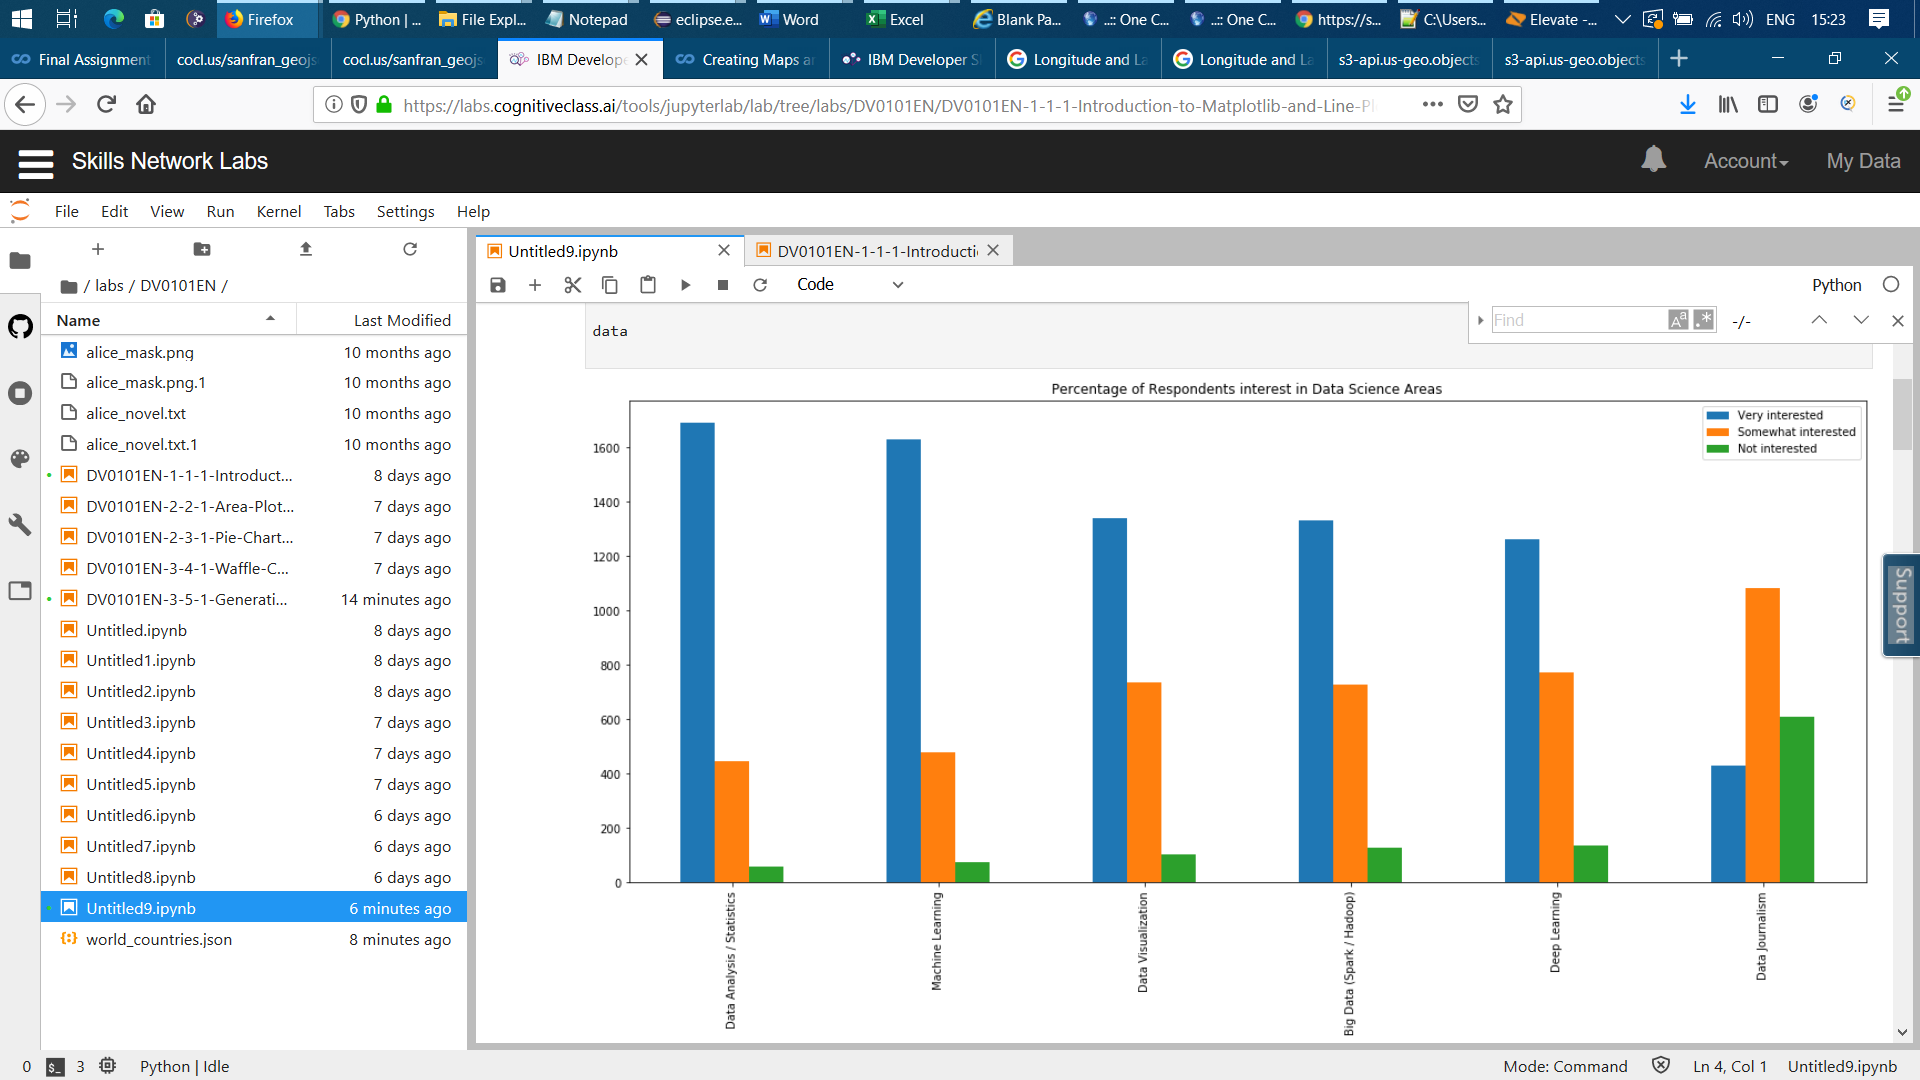 Firefox
Python | ...
File Expl...
Notepad
eclipse.e...
Word
Excel
Blank Pa...
..:: One C...
..:: One C...
https://s...
C:\Users...
Elevate -...
ENG
15:23
Final Assignment
cocl.us/sanfran_geojs
cocl.us/sanfran_geojs
IBM Develope
Creating Maps a
IBM Developer S
Longitude and La
Longitude and La
s3-api.us-geo.objects
s3-api.us-geo.objects
https://labs.cognitiveclass.ai/tools/jupyterlab/lab/tree/labs/DV0101EN/DV0101EN-1-1-1-Introduction-to-Matplotlib-and-Line-Pl
Skills Network Labs
Account
My Data
File Edit View Run Kernel Tabs Settings Help
/ labs / DV0101EN /
Name Last Modified
alice_mask.png 10 months ago
alice_mask.png.1 10 months ago
alice_novel.txt 10 months ago
alice_novel.txt.1 10 months ago
DV0101EN-1-1-1-Introduct... 8 days ago
DV0101EN-2-2-1-Area-Plot... 7 days ago
DV0101EN-2-3-1-Pie-Chart... 7 days ago
DV0101EN-3-4-1-Waffle-C... 7 days ago
DV0101EN-3-5-1-Generati... 14 minutes ago
Untitled.ipynb 8 days ago
Untitled1.ipynb 8 days ago
Untitled2.ipynb 8 days ago
Untitled3.ipynb 7 days ago
Untitled4.ipynb 7 days ago
Untitled5.ipynb 7 days ago
Untitled6.ipynb 6 days ago
Untitled7.ipynb 6 days ago
Untitled8.ipynb 6 days ago
Untitled9.ipynb 6 minutes ago
world_countries.json 8 minutes ago
Untitled9.ipynb
DV0101EN-1-1-1-Introducti
Code
Python
Find
Aa
.*
-/-
data
Percentage of Respondents interest in Data Science Areas
Very interested
Somewhat interested
Not interested
1600
1400
1200
1000
800
600
400
200
0
Data Analysis / Statistics
Machine Learning
Data Visualization
Big Data (Spark / Hadoop)
Deep Learning
Data Journalism
Support
0
$_
3
Python | Idle
Mode: Command
Ln 4, Col 1
Untitled9.ipynb